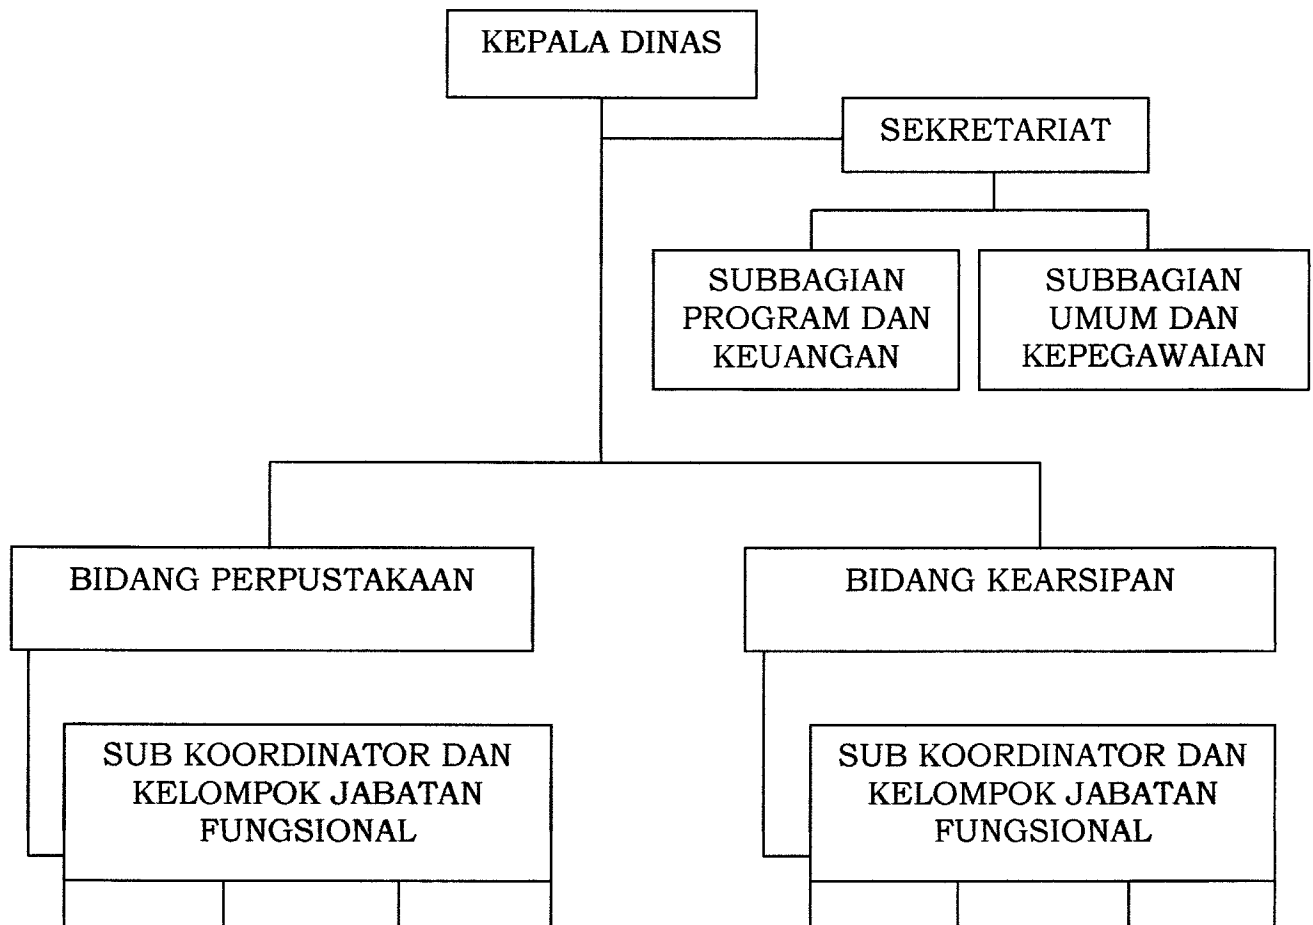 KEPALA DINAS
SEKRETARIAT
SUBBAGIAN
PROGRAM DAN
KEUANGAN
SUBBAGIAN
UMUM DAN
KEPEGAWAIAN
BIDANG PERPUSTAKAAN
BIDANG KEARSIPAN
SUB KOORDINATOR DAN
KELOMPOK JABATAN
FUNGSIONAL
SUB KOORDINATOR DAN
KELOMPOK JABATAN
FUNGSIONAL